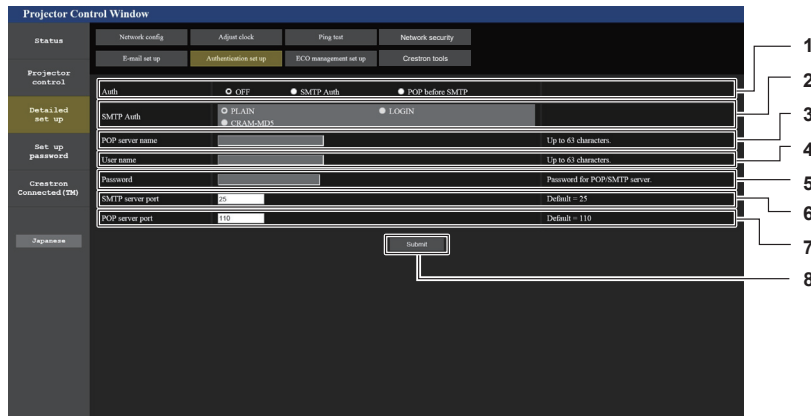 Projector Control Window
Status
Network config
Adjust clock
Ping test
Network security
E-mail set up
Authentication set up
ECO management set up
Crestron tools
Projector
control
Detailed
set up
Set up
password
Crestron
Connected(TM)
Japanese
Auth
OFF
SMTP Auth
POP before SMTP
1
SMTP Auth
PLAIN
LOGIN
CRAM-MD5
2
POP server name
Up to 63 characters.
3
User name
Up to 63 characters.
4
Password
Password for POP/SMTP server.
5
SMTP server port
25
Default = 25
6
POP server port
110
Default = 110
7
Submit
8